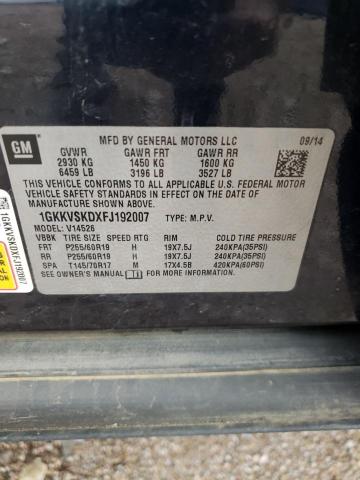 GM
MFD BY GENERAL MOTORS LLC
09/14
GVWR GAWR FRT GAWR RR
2930 KG 1450 KG 1600 KG
6459 LB 3196 LB 3527 LB
THIS VEHICLE CONFORMS TO ALL APPLICABLE U.S. FEDERAL MOTOR
VEHICLE SAFETY STANDARDS IN EFFECT ON THE DATE OF
MANUFACTURE SHOWN ABOVE.
1GKKVSKDXFJ192007 TYPE: M.P.V.
MODEL: V14526
VBBK TIRE SIZE SPEED RTG RIM COLD TIRE PRESSURE
FRT P255/60R19 H 19X7.5J 240KPA(35PSI)
RR P255/60R19 H 19X7.5J 240KPA(35PSI)
SPA T145/70R17 M 17X4.5B 420KPA(60PSI)
SEE OWNERS MANUAL FOR MORE INFORMATION.
1GKKVSKDXFJ192007